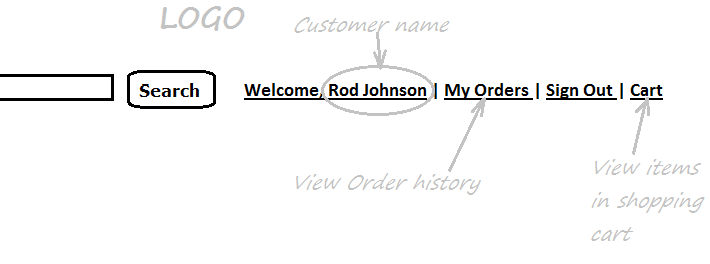 LOGO
Customer name
Search
Welcome, Rod Johnson | My Orders | Sign Out | Cart
View Order history
View items
in shopping
cart